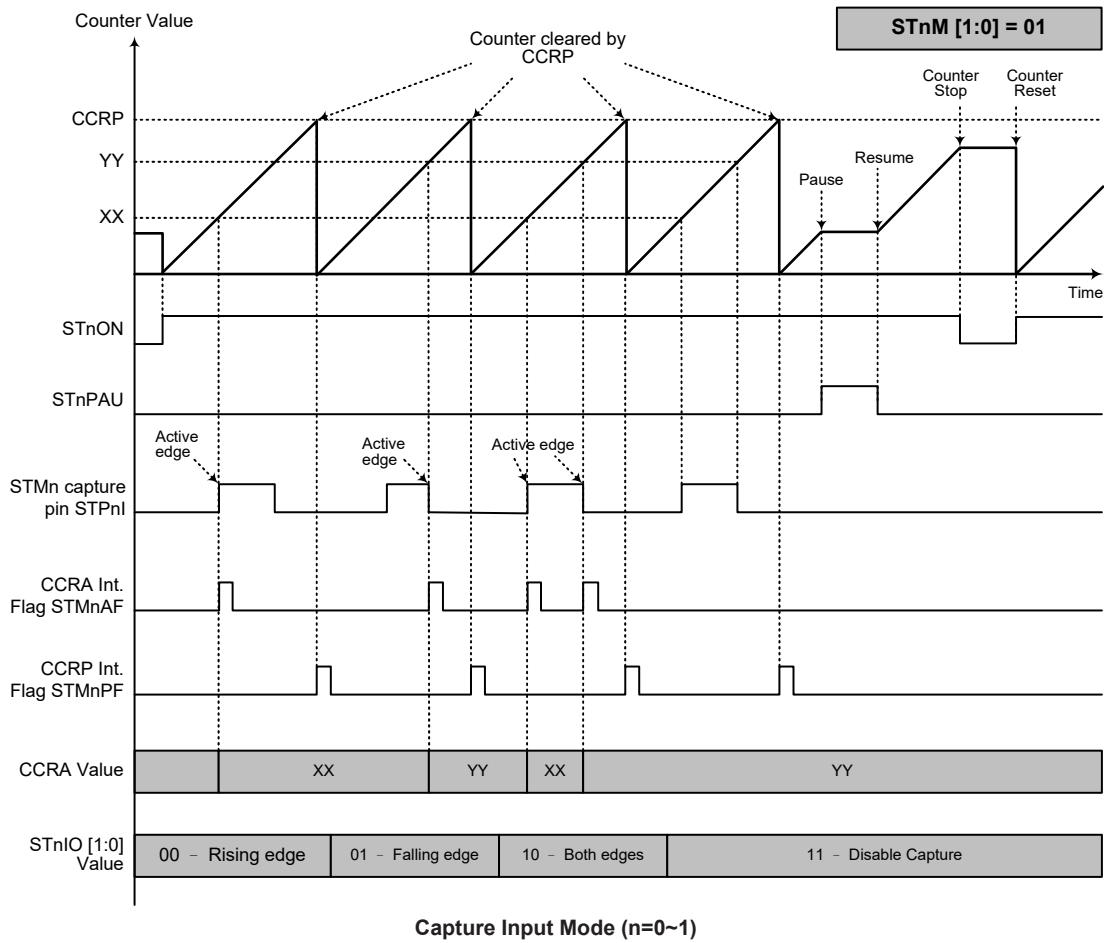 Counter Value
STnM [1:0] = 01
Counter cleared by
CCRP
Counter
Stop
Counter
Reset
CCRP
YY
XX
Pause
Resume
Time
STnON
STnPAU
Active
edge
Active
edge
Active edge
STMn capture
pin STPnI
CCRA Int.
Flag STMnAF
CCRP Int.
Flag STMnPF
CCRA Value
XX
YY
XX
YY
STnIO [1:0]
Value
00 – Rising edge
01 – Falling edge
10 – Both edges
11 – Disable Capture
Capture Input Mode (n=0~1)